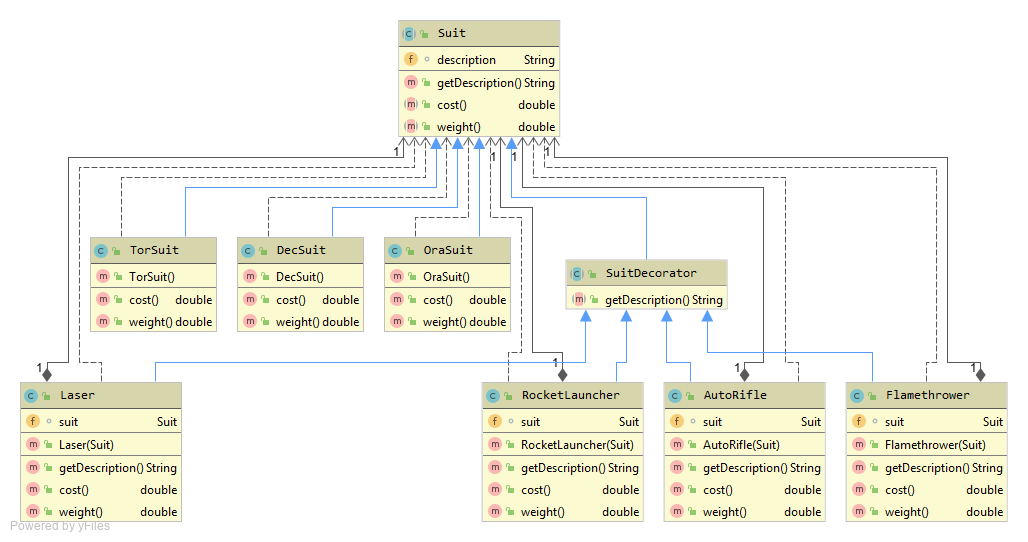 Suit
description String
getDescription() String
cost() double
weight() double
1 1 1 1
TorSuit
TorSuit()
cost() double
weight() double
DecSuit
DecSuit()
cost() double
weight() double
OraSuit
OraSuit()
cost() double
weight() double
SuitDecorator
getDescription() String
1 1 1 1
Laser
suit Suit
Laser(Suit)
getDescription() String
cost() double
weight() double
RocketLauncher
suit Suit
RocketLauncher(Suit)
getDescription() String
cost() double
weight() double
AutoRifle
suit Suit
AutoRifle(Suit)
getDescription() String
cost() double
weight() double
Flamethrower
suit Suit
Flamethrower(Suit)
getDescription() String
cost() double
weight() double
Powered by yFiles